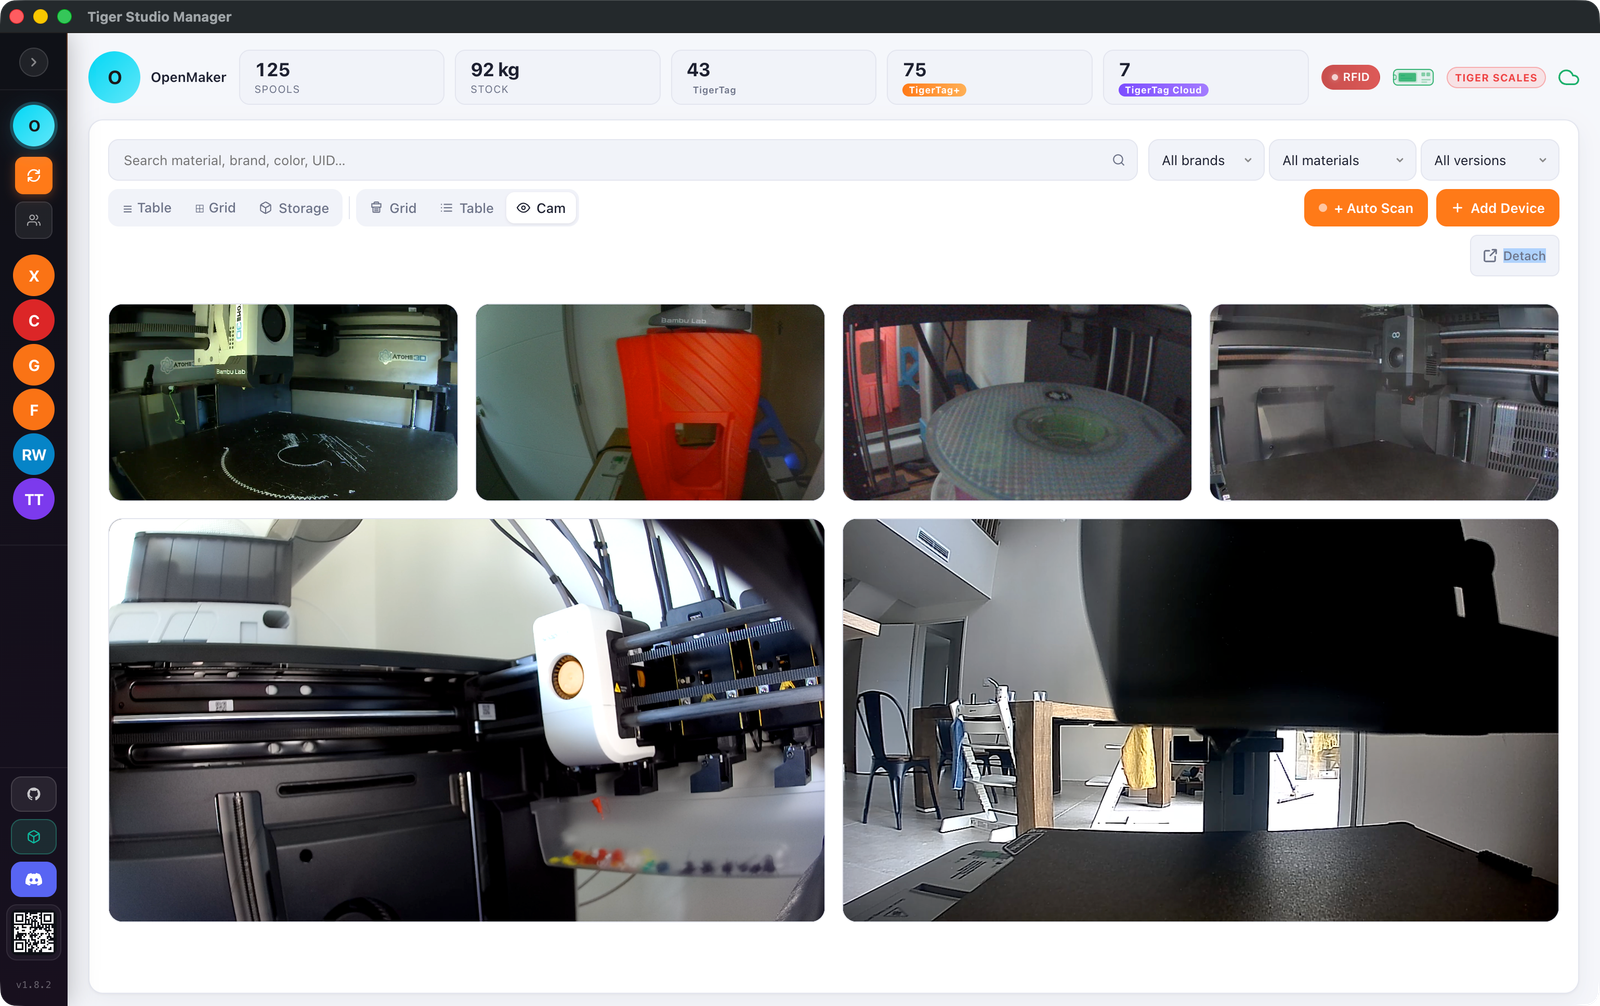 Tiger Studio Manager
O
OpenMaker
125
SPOOLS
92 kg
STOCK
43
TigerTag
75
TigerTag+
7
TigerTag Cloud
RFID
TIGER SCALES
O
X
C
G
F
RW
TT
v1.8.2
Search material, brand, color, UID...
All brands
All materials
All versions
Table
Grid
Storage
Grid
Table
Cam
+ Auto Scan
+ Add Device
Detach
Bambu Lab
Bambu Lab